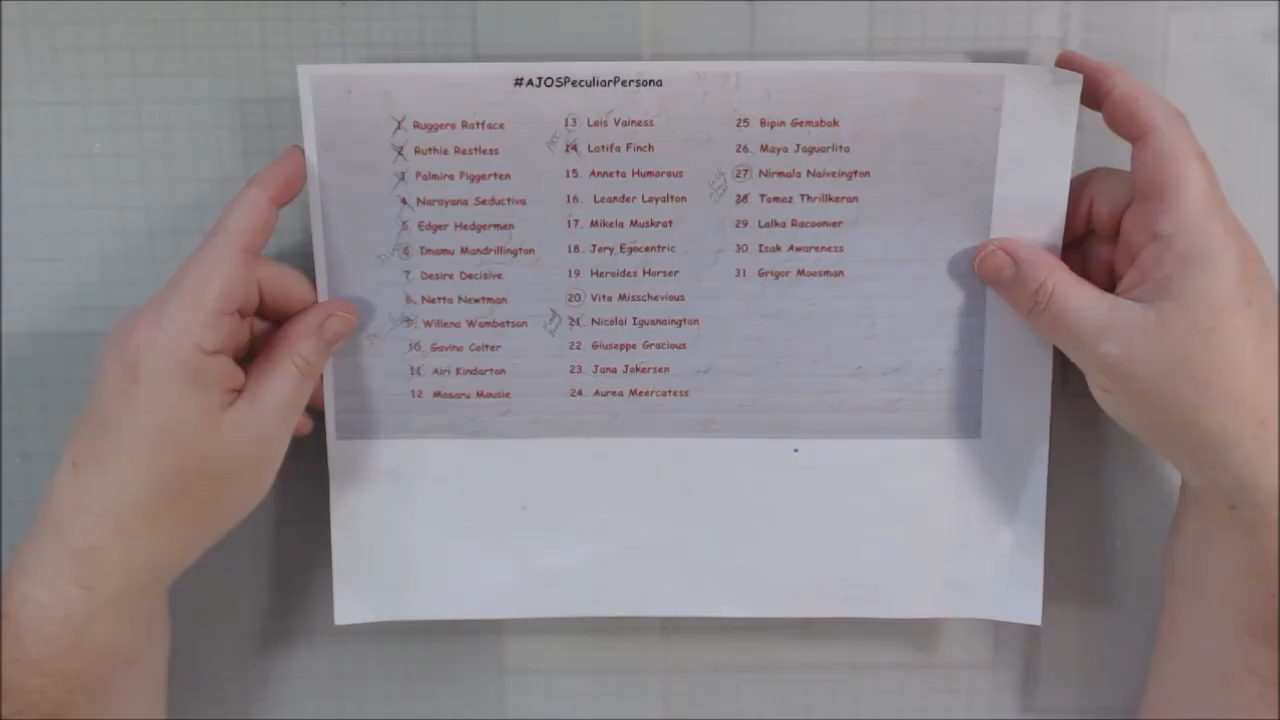 #AJOSPeculiarPersona
1. Ruggero Ratface
2. Ruthie Restless
3. Palmira Piggerten
4. Narayana Seductiva
5. Edger Hedgerman
6. Imamu Mandrillington
7. Desire Decisive
8. Netta Newman
9. Willena Wambatson
10. Gavino Colter
11. Airi Kindarton
12. Masaru Mousie
13. Lois Vainess
14. Latifa Finch
15. Anneta Humorous
16. Leander Loyalton
17. Mikela Muskrat
18. Jory Egocentric
19. Heroides Horser
20. Vita Misschevious
21. Nicolai Iguanaington
22. Giuseppe Gracious
23. Jana Jokersen
24. Aurea Meercatess
25. Bipin Gemsbok
26. Maya Jaguarlita
27. Nirmala Naiveington
28. Tomaz Thrillkeran
29. Lalka Racoonier
30. Isak Awareness
31. Grigor Moosman